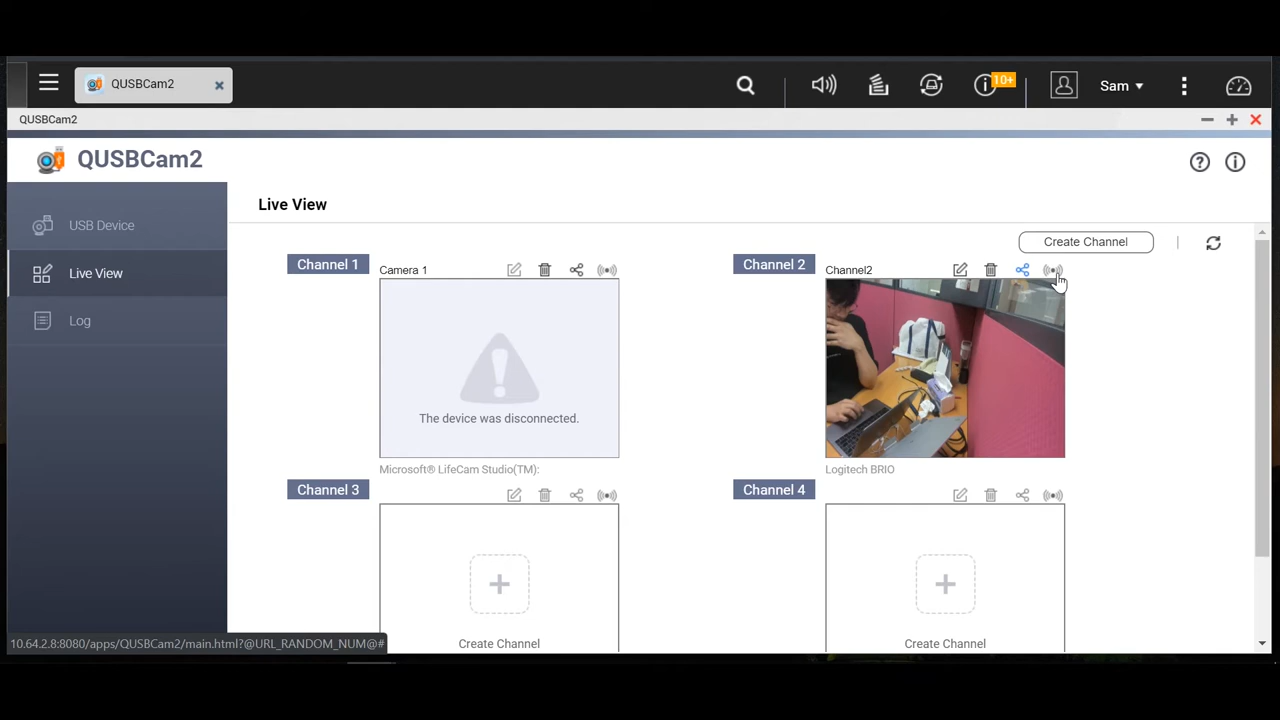 QUSBCam2
10+
Sam
QUSBCam2
QUSBCam2
USB Device
Live View
Log
Live View
Create Channel
Channel 1
Camera 1
The device was disconnected.
Microsoft® LifeCam Studio(TM):
Channel 2
Channel2
Logitech BRIO
Channel 3
Create Channel
Channel 4
Create Channel
10.64.2.8:8080/apps/QUSBCam2/main.html?@URL_RANDOM_NUM@#